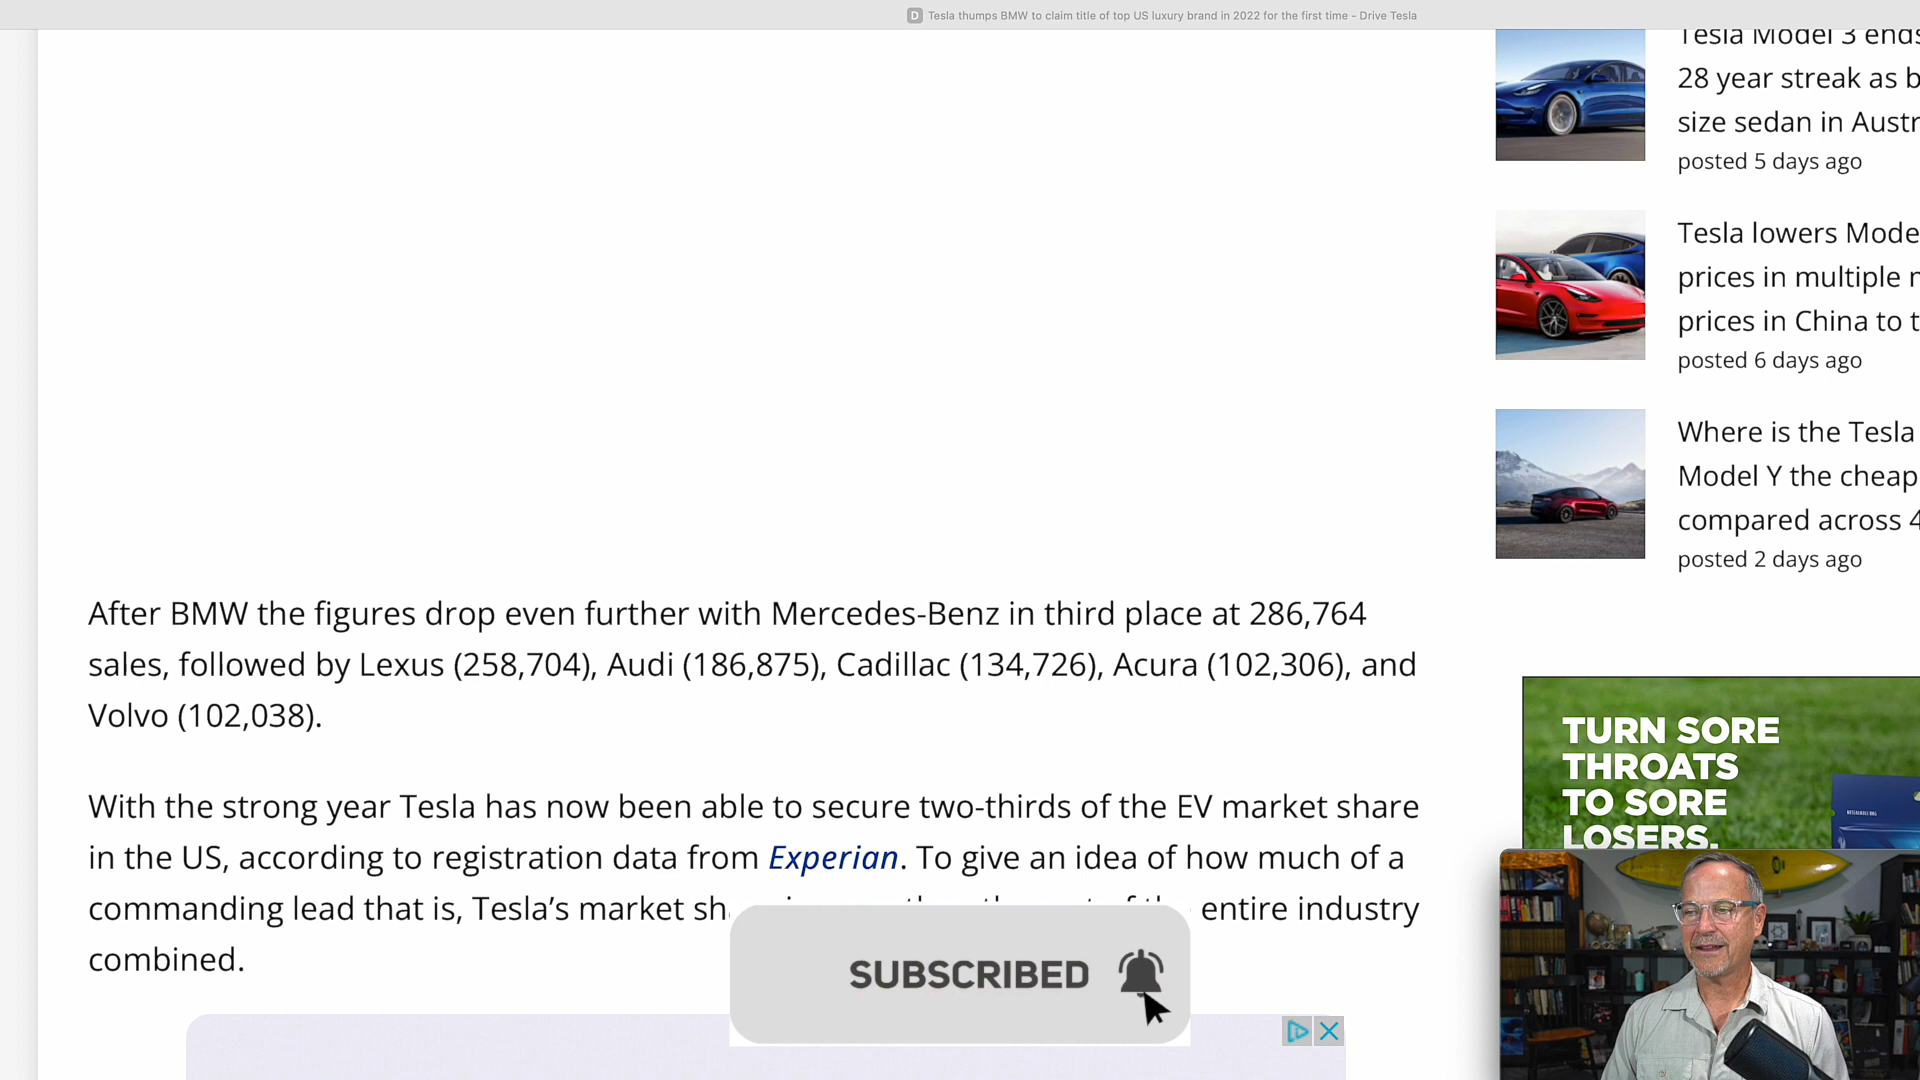 Tesla thumps BMW to claim title of top US luxury brand in 2022 for the first time – Drive Tesla
Tesla Model 3 ends
28 year streak as b
size sedan in Austr
posted 5 days ago
Tesla lowers Mode
prices in multiple
prices in China to t
posted 6 days ago
Where is the Tesla
Model Y the cheap
compared across 4
posted 2 days ago
After BMW the figures drop even further with Mercedes-Benz in third place at 286,764
sales, followed by Lexus (258,704), Audi (186,875), Cadillac (134,726), Acura (102,306), and
Volvo (102,038).
With the strong year Tesla has now been able to secure two-thirds of the EV market share
in the US, according to registration data from Experian. To give an idea of how much of a
commanding lead that is, Tesla's market sh entire industry
combined.
TURN SORE
THROATS
TO SORE
LOSERS.
SUBSCRIBED